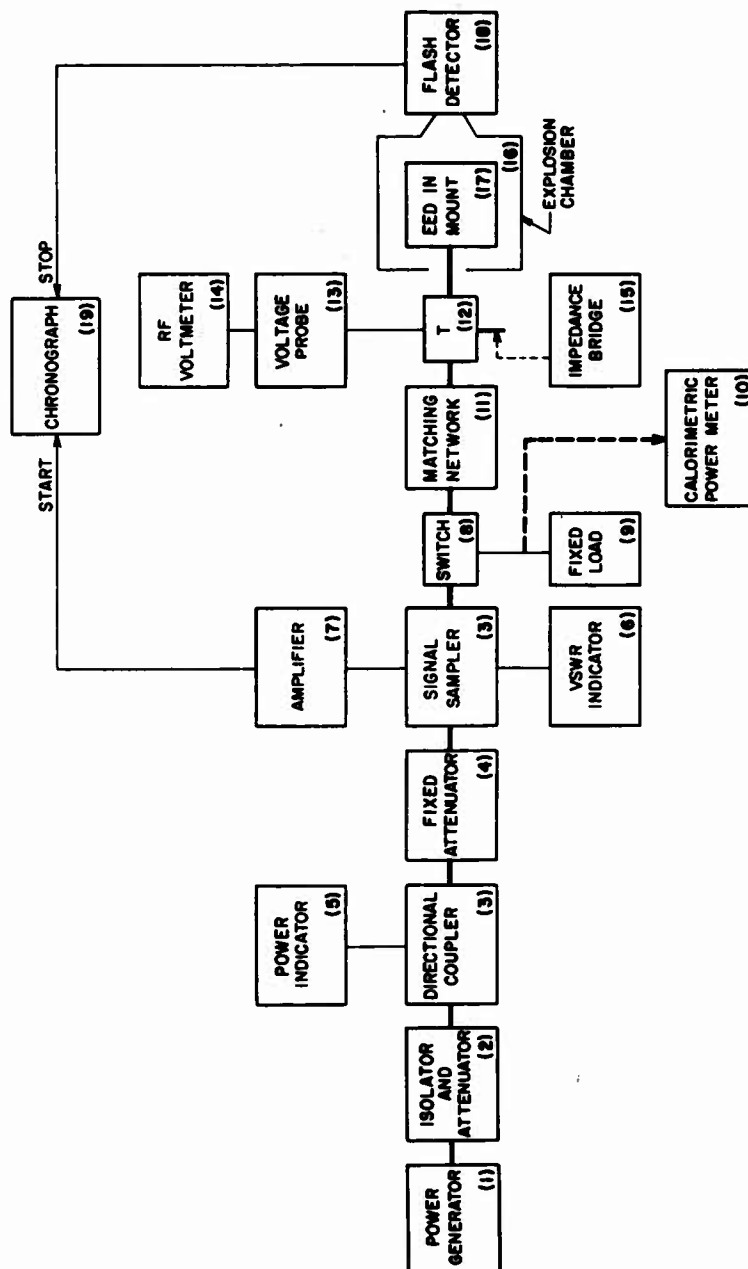 POWER
GENERATOR
(1)
ISOLATOR
AND
ATTENUATOR
(2)
POWER
INDICATOR
(5)
DIRECTIONAL
COUPLER
(3)
FIXED
ATTENUATOR
(4)
AMPLIFIER
(7)
SIGNAL
SAMPLER
(3)
VSWR
INDICATOR
(6)
SWITCH
(8)
FIXED
LOAD
(9)
CALORIMETRIC
POWER METER
(10)
MATCHING
NETWORK
(11)
START
CHRONOGRAPH
(19)
STOP
RF
VOLTMETER
(14)
VOLTAGE
PROBE
(13)
T
(12)
IMPEDANCE
BRIDGE
(15)
EED IN
MOUNT
(17)
(16)
EXPLOSION
CHAMBER
FLASH
DETECTOR
(18)